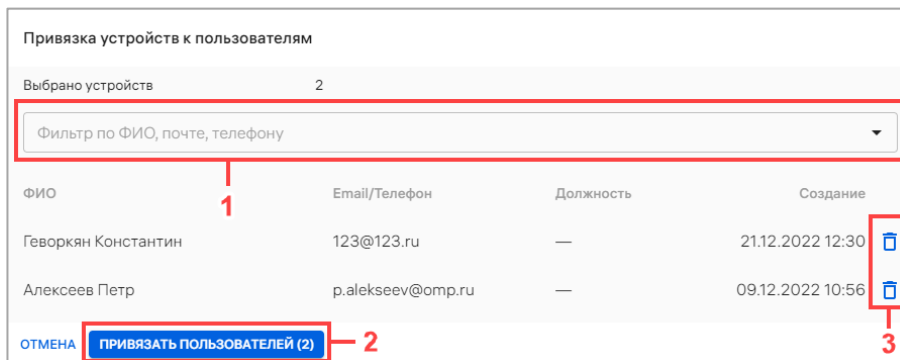 Привязка устройств к пользователям
Выбрано устройств 2
Фильтр по ФИО, почте, телефону
1
ФИО Email/Телефон Должность Создание
Геворкян Константин 123@123.ru — 21.12.2022 12:30
Алексеев Петр p.alekseev@omp.ru — 09.12.2022 10:56
ОТМЕНА ПРИВЯЗАТЬ ПОЛЬЗОВАТЕЛЕЙ (2) 2 3